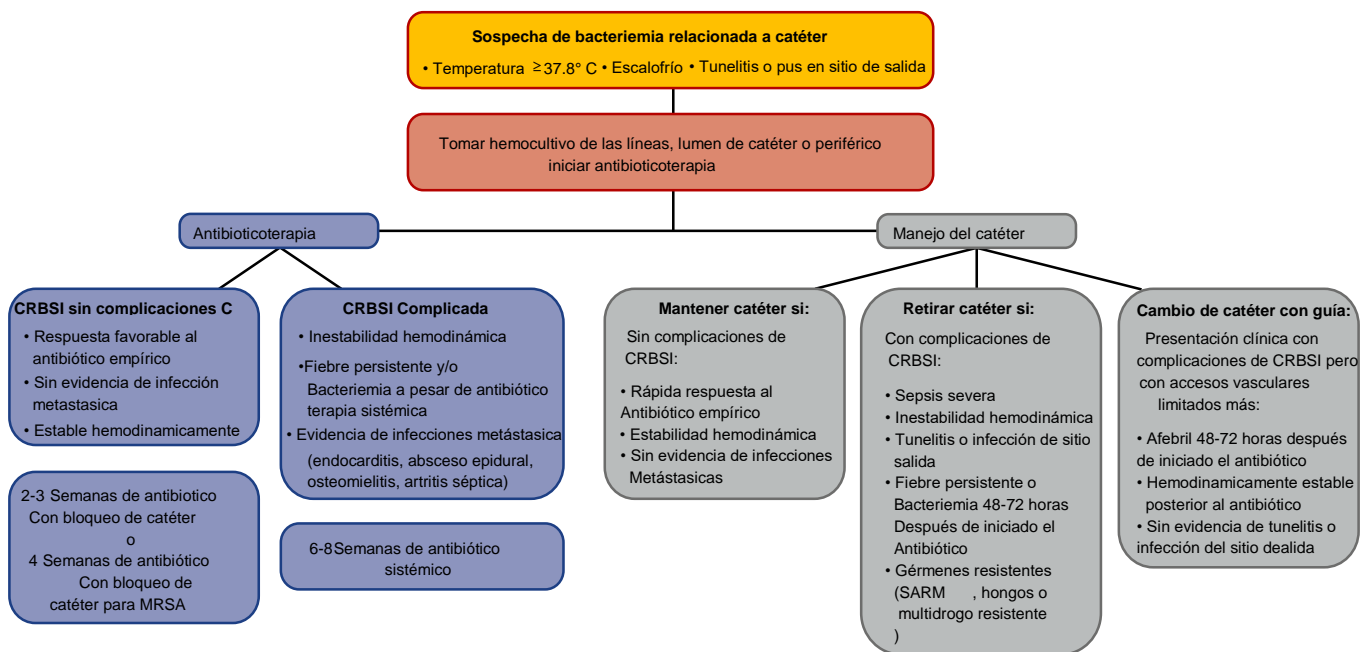 Sospecha de bacteriemia relacionada a catéter
• Temperatura ≥37.8° C • Escalofrío • Tunelitis o pus en sitio de salida
Tomar hemocultivo de las líneas, lumen de catéter o periférico
iniciar antibioticoterapia
Antibioticoterapia
Manejo del catéter
CRBSI sin complicaciones C
• Respuesta favorable al
antibiótico empírico
• Sin evidencia de infección
metastasica
• Estable hemodinamicamente
2-3 Semanas de antibiotico
Con bloqueo de catéter
o
4 Semanas de antibiótico
Con bloqueo de
catéter para MRSA
CRBSI Complicada
• Inestabilidad hemodinámica
•Fiebre persistente y/o
Bacteriemia a pesar de antibiótico
terapia sistémica
• Evidencia de infecciones metástasica
(endocarditis, absceso epidural,
osteomielitis, artritis séptica)
6-8Semanas de antibiótico
sistémico
Mantener catéter si:
Sin complicaciones de
CRBSI:
• Rápida respuesta al
Antibiótico empírico
• Estabilidad hemodinámica
• Sin evidencia de infecciones
Metástasicas
Retirar catéter si:
Con complicaciones de
CRBSI:
• Sepsis severa
• Inestabilidad hemodinámica
• Tunelitis o infección de sitio
salida
• Fiebre persistente o
Bacteriemia 48-72 horas
Después de iniciado el
Antibiótico
• Gérmenes resistentes
(SARM , hongos o
multidrogo resistente
)
Cambio de catéter con guía:
Presentación clínica con
complicaciones de CRBSI pero
con accesos vasculares
limitados más:
• Afebril 48-72 horas después
de iniciado el antibiótico
• Hemodinamicamente estable
posterior al antibiótico
• Sin evidencia de tunelitis o
infección del sitio dealida